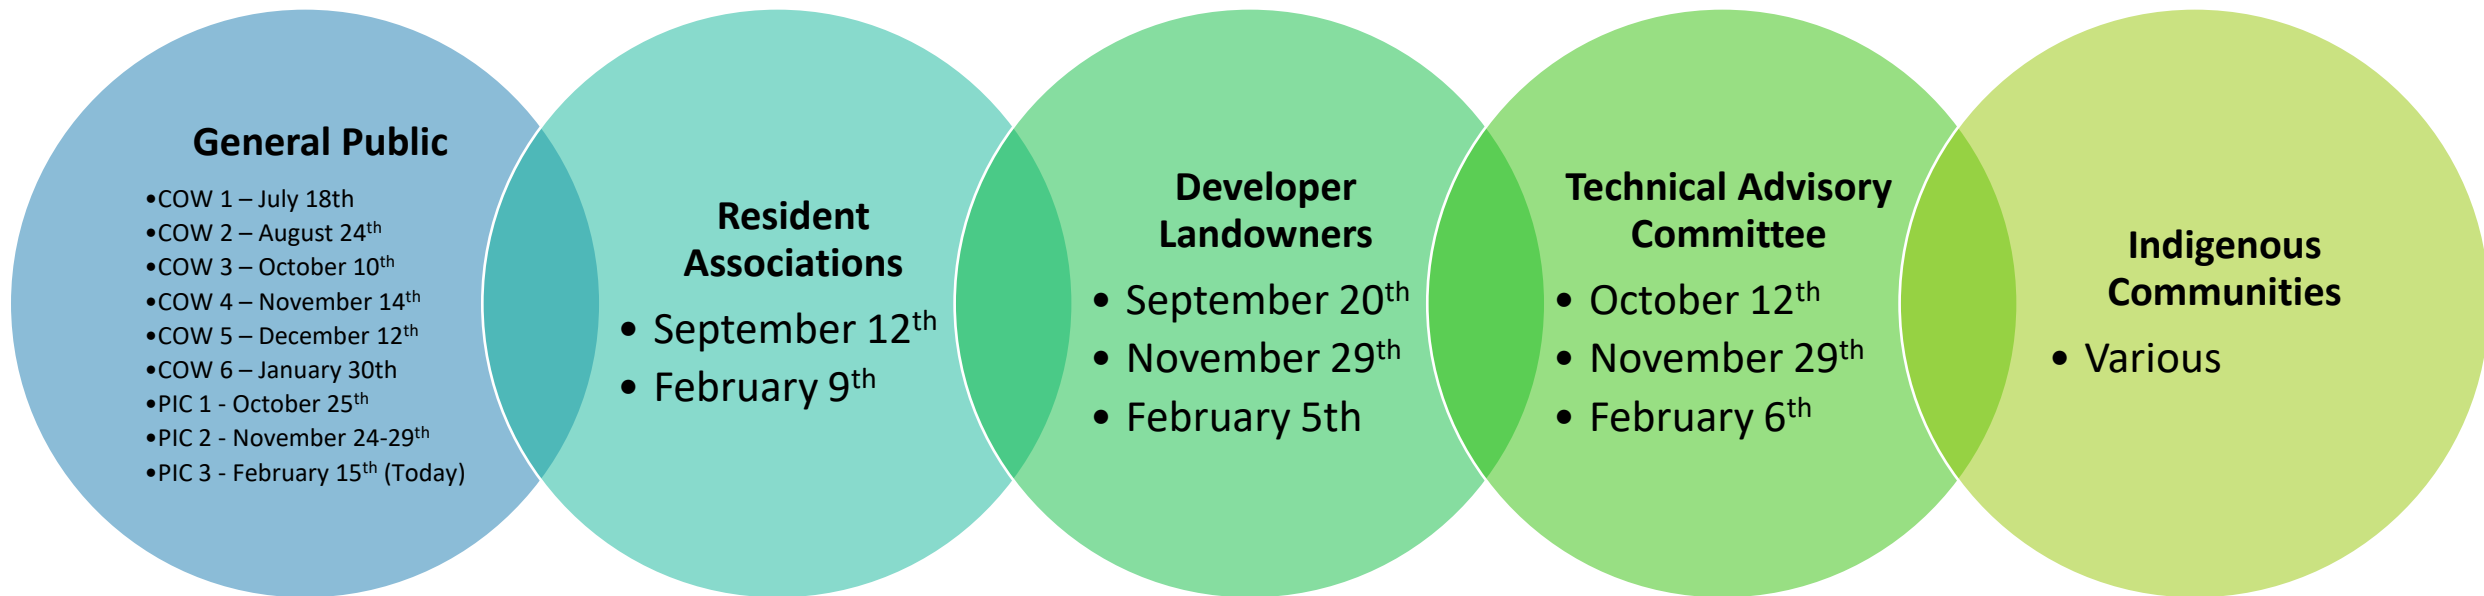 General Public
•COW 1 – July 18th
•COW 2 – August 24th
•COW 3 – October 10th
•COW 4 – November 14th
•COW 5 – December 12th
•COW 6 – January 30th
•PIC 1 - October 25th
•PIC 2 - November 24-29th
•PIC 3 - February 15th (Today)
Resident
Associations
• September 12th
• February 9th
Developer
Landowners
• September 20th
• November 29th
• February 5th
Technical Advisory
Committee
• October 12th
• November 29th
• February 6th
Indigenous
Communities
• Various